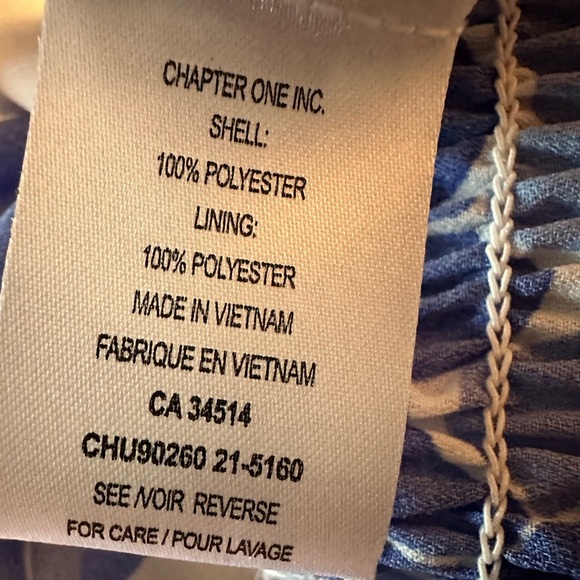 CHAPTER ONE INC.
SHELL:
100% POLYESTER
LINING:
100% POLYESTER
MADE IN VIETNAM
FABRIQUE EN VIETNAM
CA 34514
CHU90260 21-5160
SEE /VOIR REVERSE
FOR CARE / POUR LAVAGE